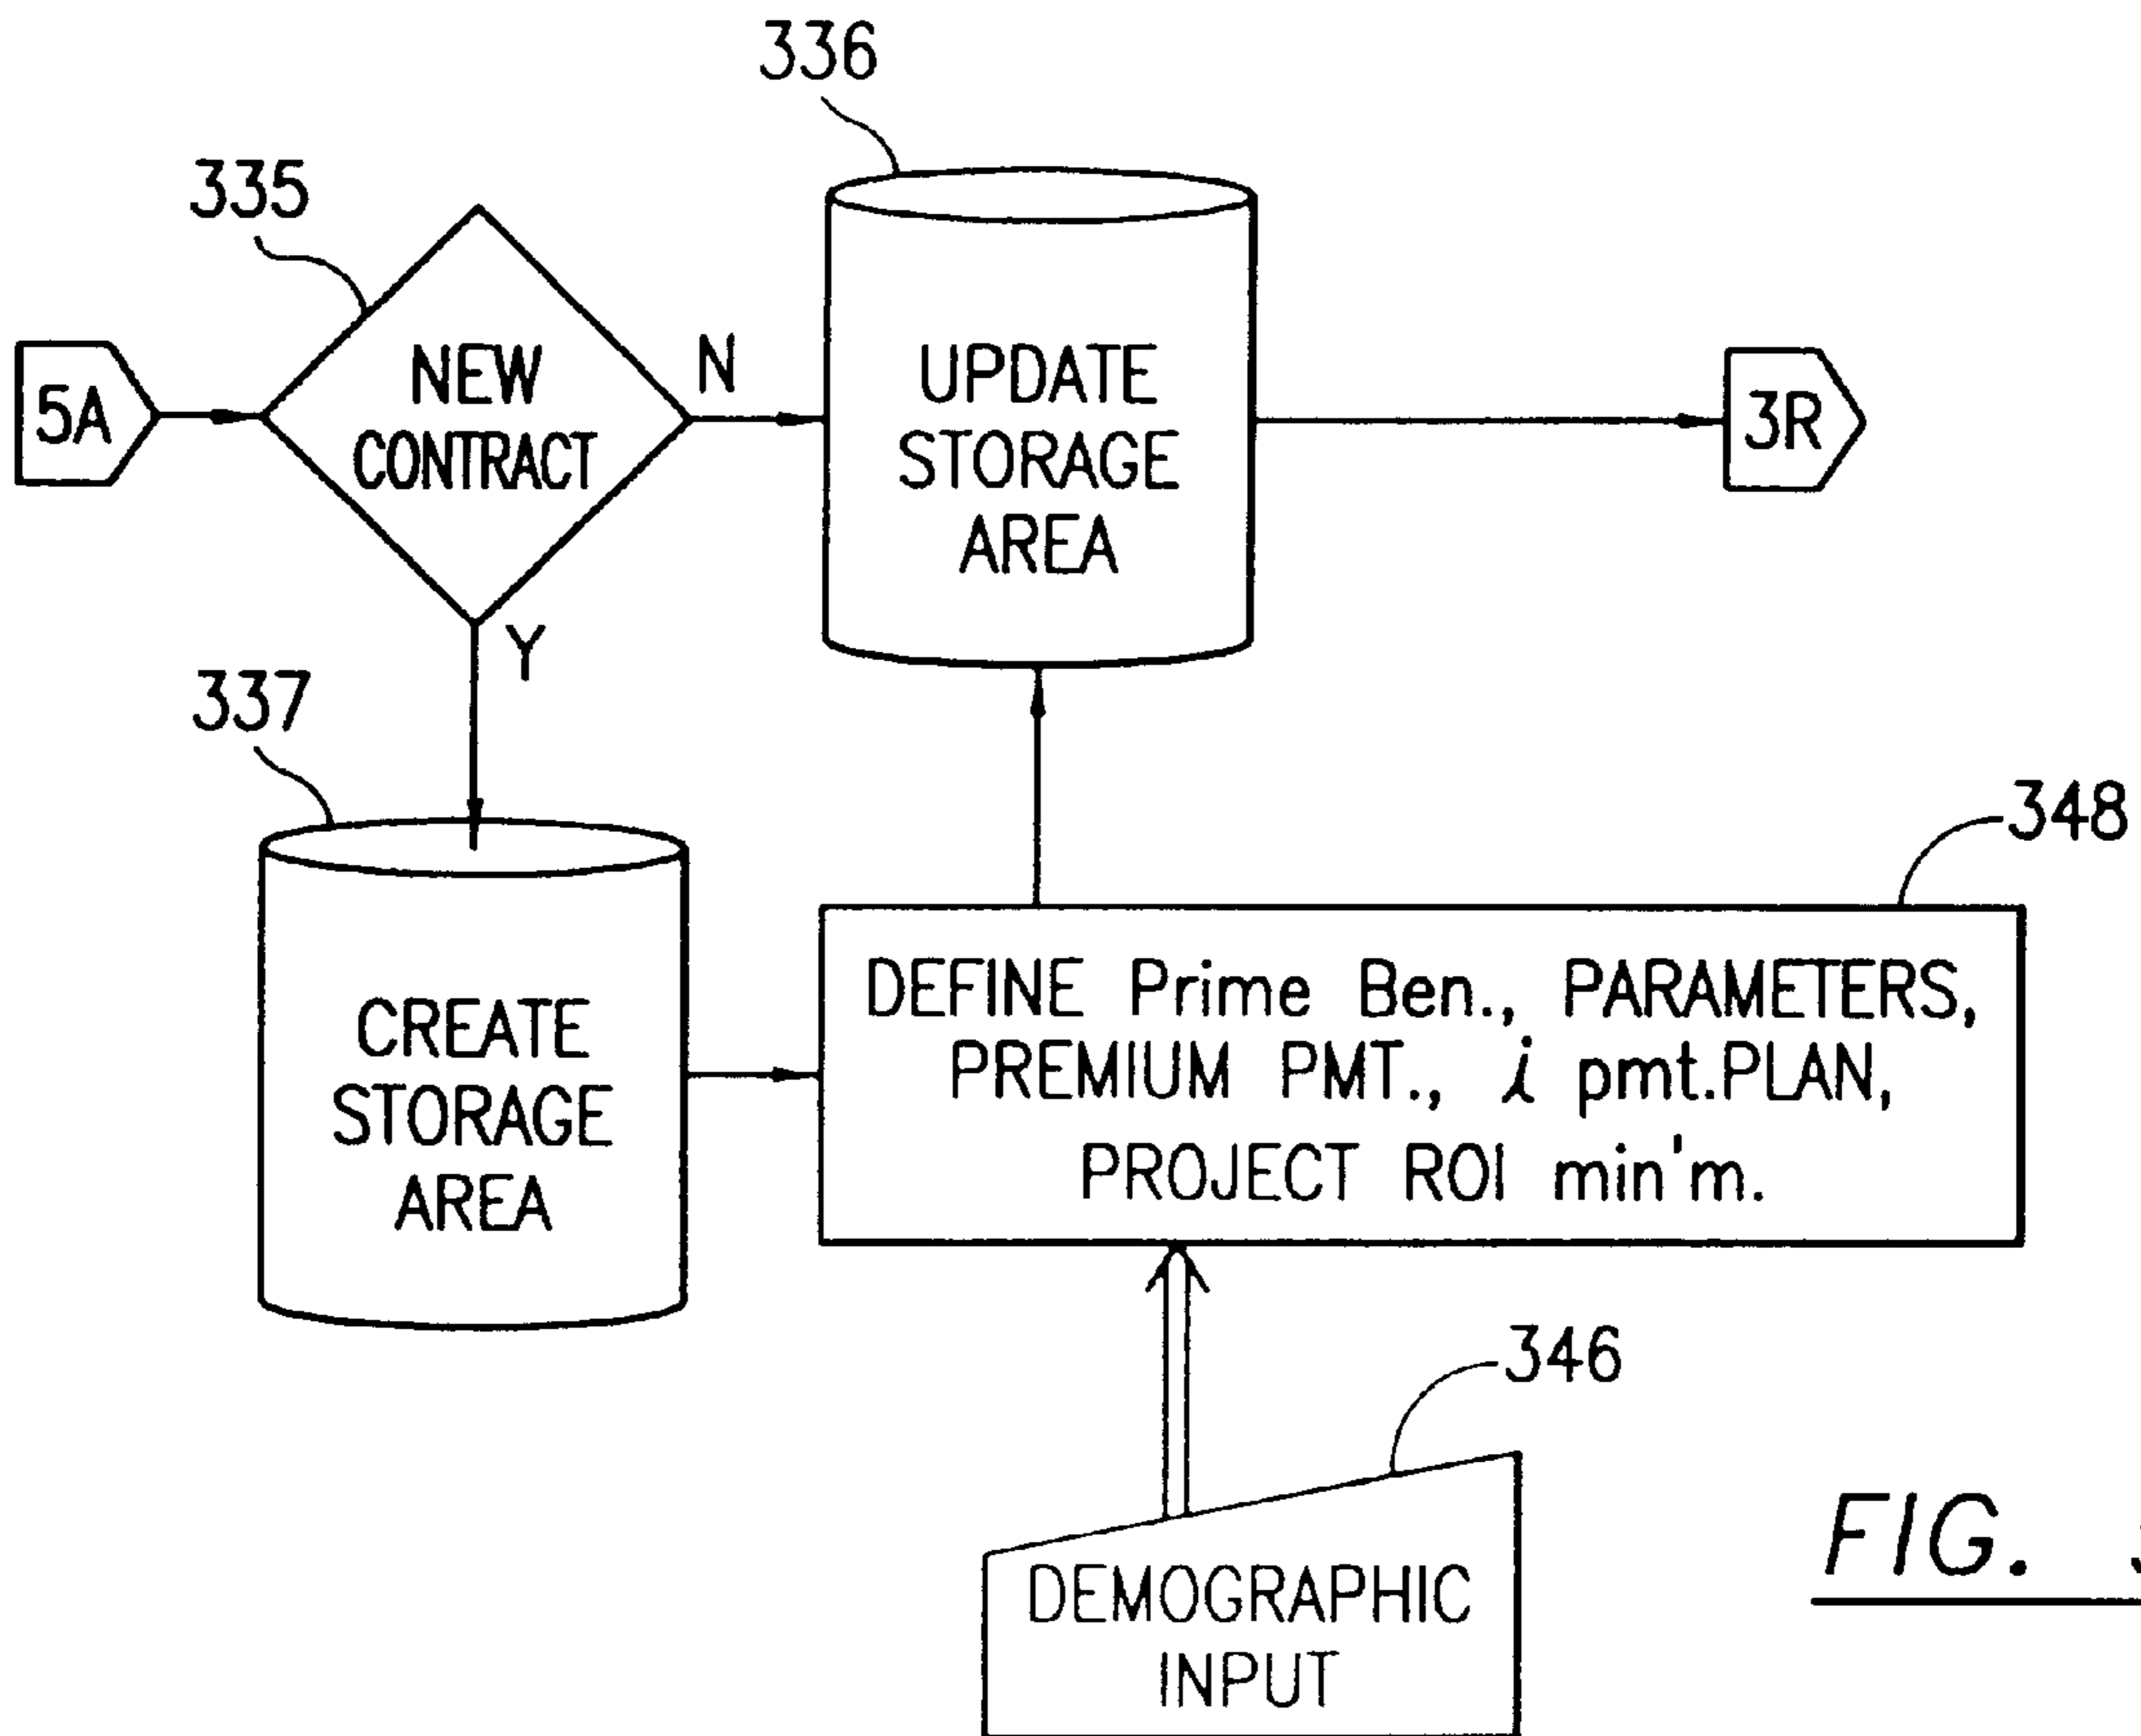 336
335
5A
NEW
CONTRACT
N
UPDATE
STORAGE
AREA
3R
Y
337
348
CREATE
STORAGE
AREA
DEFINE Prime Ben., PARAMETERS,
PREMIUM PMT., i pmt.PLAN,
PROJECT ROI min'm.
346
DEMOGRAPHIC
INPUT
FIG.